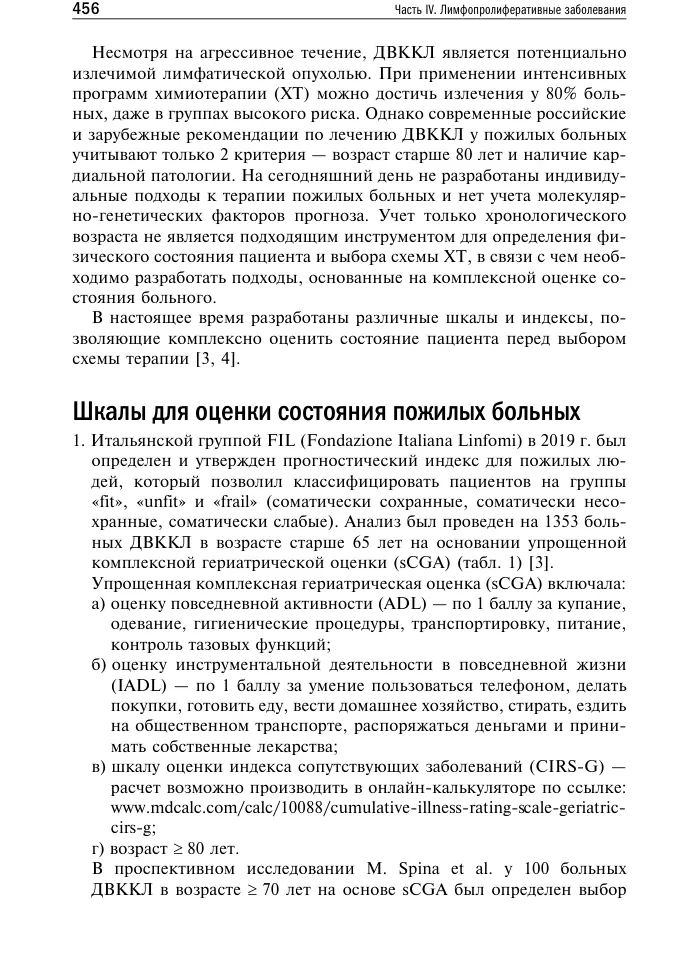 456
Часть IV. Лимфопролиферативные заболевания
Несмотря на агрессивное течение, ДВККЛ является потенциально
излечимой лимфатической опухолью. При применении интенсивных
программ химиотерапии (ХТ) можно достичь излечения у 80% боль-
ных, даже в группах высокого риска. Однако современные российские
и зарубежные рекомендации по лечению ДВККЛ у пожилых больных
учитывают только 2 критерия — возраст старше 80 лет и наличие кар-
диальной патологии. На сегодняшний день не разработаны индивиду-
альные подходы к терапии пожилых больных и нет учета молекуляр-
но-генетических факторов прогноза. Учет только хронологического
возраста не является подходящим инструментом для определения фи-
зического состояния пациента и выбора схемы ХТ, в связи с чем необ-
ходимо разработать подходы, основанные на комплексной оценке со-
стояния больного.
В настоящее время разработаны различные шкалы и индексы, по-
зволяющие комплексно оценить состояние пациента перед выбором
схемы терапии [3, 4].
Шкалы для оценки состояния пожилых больных
1. Итальянской группой FIL (Fondazione Italiana Linfomi) в 2019 г. был
определен и утвержден прогностический индекс для пожилых лю-
дей, который позволил классифицировать пациентов на группы
«fit», «unfit» и «frail» (соматически сохранные, соматически несо-
хранные, соматически слабые). Анализ был проведен на 1353 боль-
ных ДВККЛ в возрасте старше 65 лет на основании упрощенной
комплексной гериатрической оценки (sCGA) (табл. 1) [3].
Упрощенная комплексная гериатрическая оценка (sCGA) включала:
а) оценку повседневной активности (ADL) — по 1 баллу за купание,
одевание, гигиенические процедуры, транспортировку, питание,
контроль тазовых функций;
б) оценку инструментальной деятельности в повседневной жизни
(IADL) — по 1 баллу за умение пользоваться телефоном, делать
покупки, готовить еду, вести домашнее хозяйство, стирать, ездить
на общественном транспорте, распоряжаться деньгами и прини-
мать собственные лекарства;
в) шкалу оценки индекса сопутствующих заболеваний (CIRS-G) —
расчет возможно производить в онлайн-калькуляторе по ссылке:
www.mdcalc.com/calc/10088/cumulative-illness-rating-scale-geriatric-
cirs-g;
г) возраст ≥ 80 лет.
В проспективном исследовании M. Spina et al. у 100 больных
ДВККЛ в возрасте ≥ 70 лет на основе sCGA был определен выбор